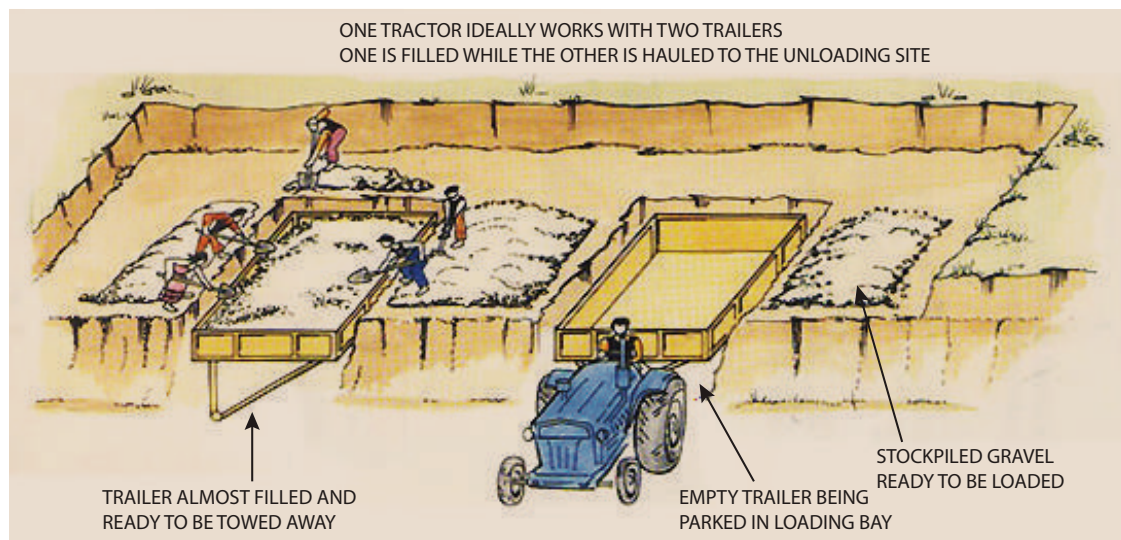 ONE TRACTOR IDEALLY WORKS WITH TWO TRAILERS
ONE IS FILLED WHILE THE OTHER IS HAULED TO THE UNLOADING SITE
STOCKPILED GRAVEL
READY TO BE LOADED
TRAILER ALMOST FILLED AND
READY TO BE TOWED AWAY
EMPTY TRAILER BEING
PARKED IN LOADING BAY